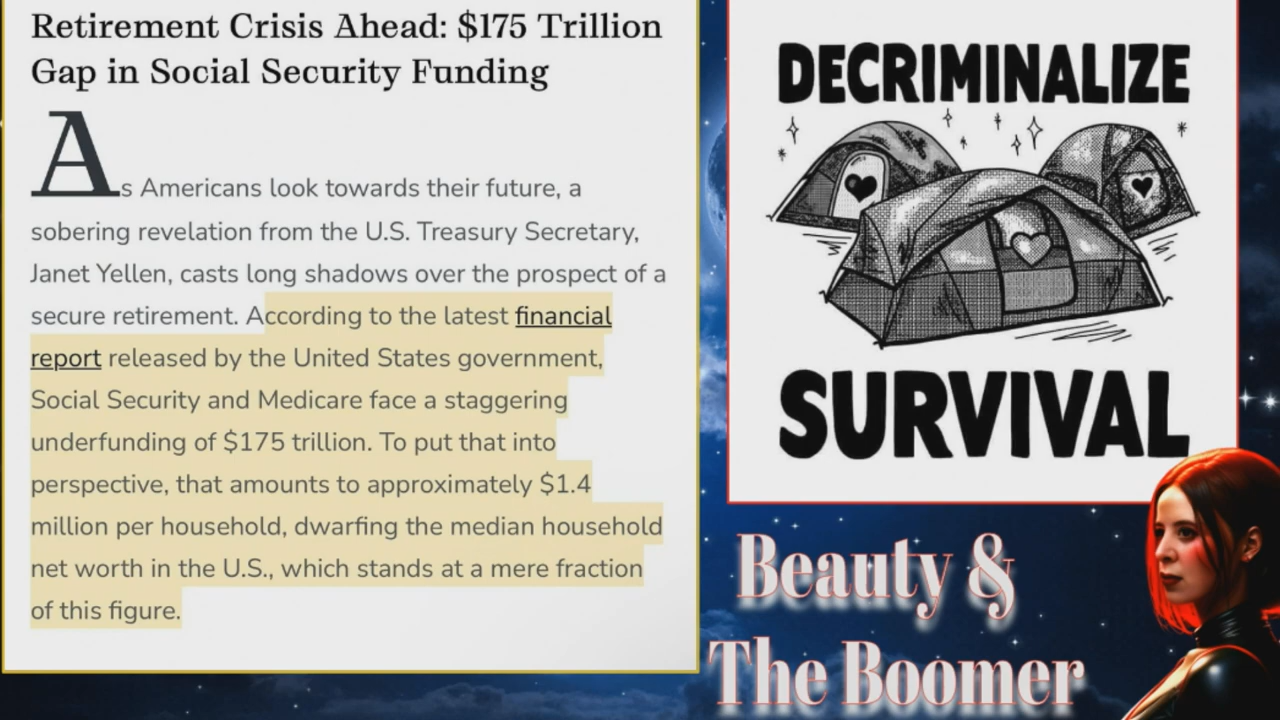 Retirement Crisis Ahead: $175 Trillion
Gap in Social Security Funding
As Americans look towards their future, a
sobering revelation from the U.S. Treasury Secretary,
Janet Yellen, casts long shadows over the prospect of a
secure retirement. According to the latest financial
report released by the United States government,
Social Security and Medicare face a staggering
underfunding of $175 trillion. To put that into
perspective, that amounts to approximately $1.4
million per household, dwarfing the median household
net worth in the U.S., which stands at a mere fraction
of this figure.
DECRIMINALIZE
SURVIVAL
Beauty &
The Boomer